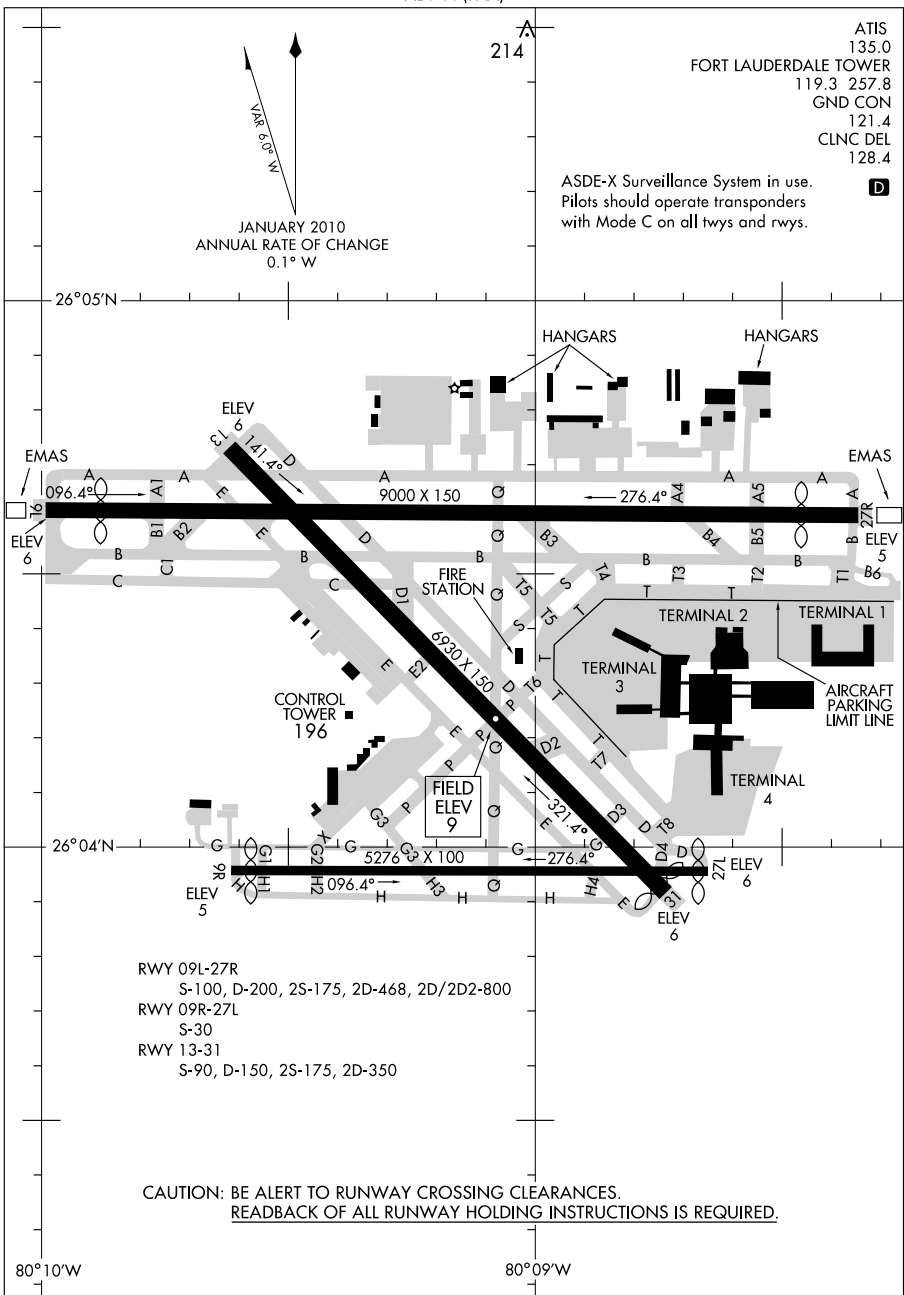 214
ATIS
135.0
FORT LAUDERDALE TOWER
119.3 257.8
GND CON
121.4
CLNC DEL
128.4
D
ASDE-X Surveillance System in use.
Pilots should operate transponders
with Mode C on all twys and rwys.
VAR 6.0° W
JANUARY 2010
ANNUAL RATE OF CHANGE
0.1° W
26°05'N
HANGARS
HANGARS
ELEV
6
13
141.4°
D
EMAS
EMAS
A
A1
A
E
A
Q
A4
A
A5
A
A
096.4°
9000 X 150
276.4°
9L
27R
ELEV
6
ELEV
5
B1
B2
E
D
Q
B3
B4
B5
B
B
B
B
B
B
B6
C
C1
C
D1
FIRE
STATION
Q
T5
S
T4
T3
T2
T1
T
T
T
S
T5
6930 X 150
TERMINAL 2
TERMINAL 1
TERMINAL
3
E
E2
D
T6
T
T
P
AIRCRAFT
PARKING
LIMIT LINE
CONTROL
TOWER
196
E
P
Q
D2
T
T7
P
P
FIELD
ELEV
9
TERMINAL
4
G3
Q
321.4°
E
D3
D
T8
26°04'N
G
G1
G2
X
G
G3
G
G
D4
D
5276 X 100
276.4°
9R
27L
ELEV
5
ELEV
6
096.4°
H
H1
H2
H
H3
H
Q
H
H4
E
31
ELEV
6
RWY 09L-27R
S-100, D-200, 2S-175, 2D-468, 2D/2D2-800
RWY 09R-27L
S-30
RWY 13-31
S-90, D-150, 2S-175, 2D-350
CAUTION: BE ALERT TO RUNWAY CROSSING CLEARANCES.
READBACK OF ALL RUNWAY HOLDING INSTRUCTIONS IS REQUIRED.
80°10'W
80°09'W